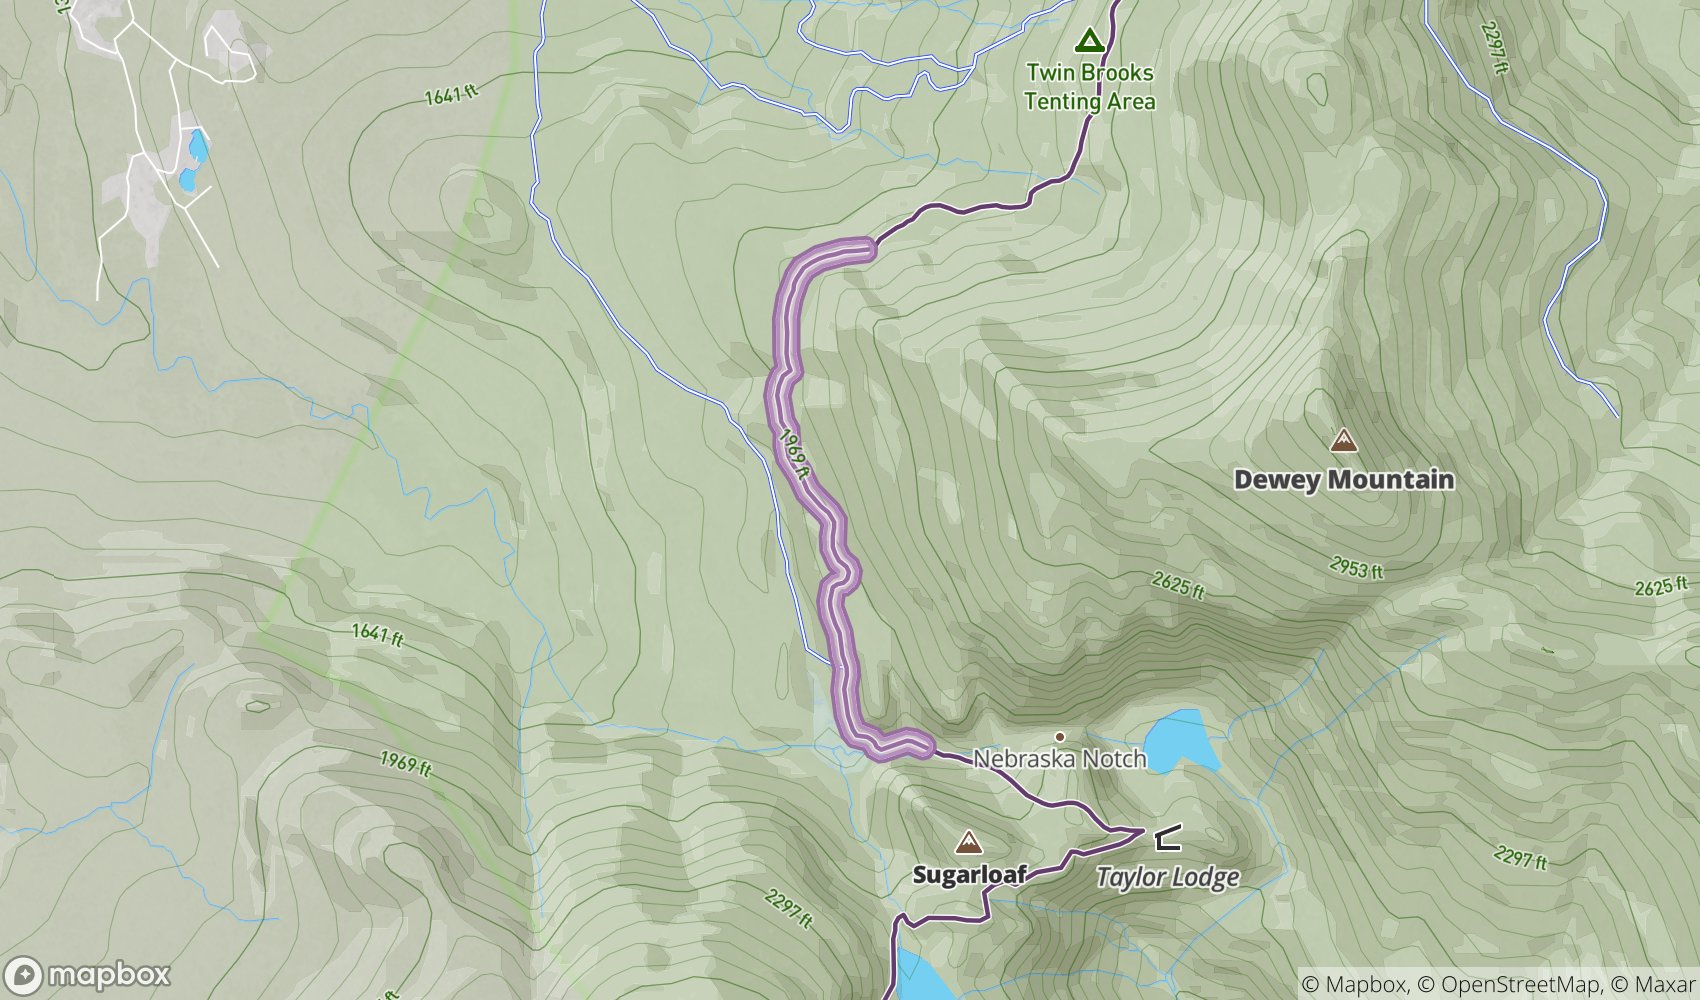 13
2297 ft
1641 ft
Twin Brooks
Tenting Area
1969 ft
Dewey Mountain
2953 ft
2625 ft
2625 ft
1641 ft
Nebraska Notch
1969 ft
Sugarloaf
Taylor Lodge
2297 ft
2297 ft
mapbox
© Mapbox, © OpenStreetMap, © Maxar